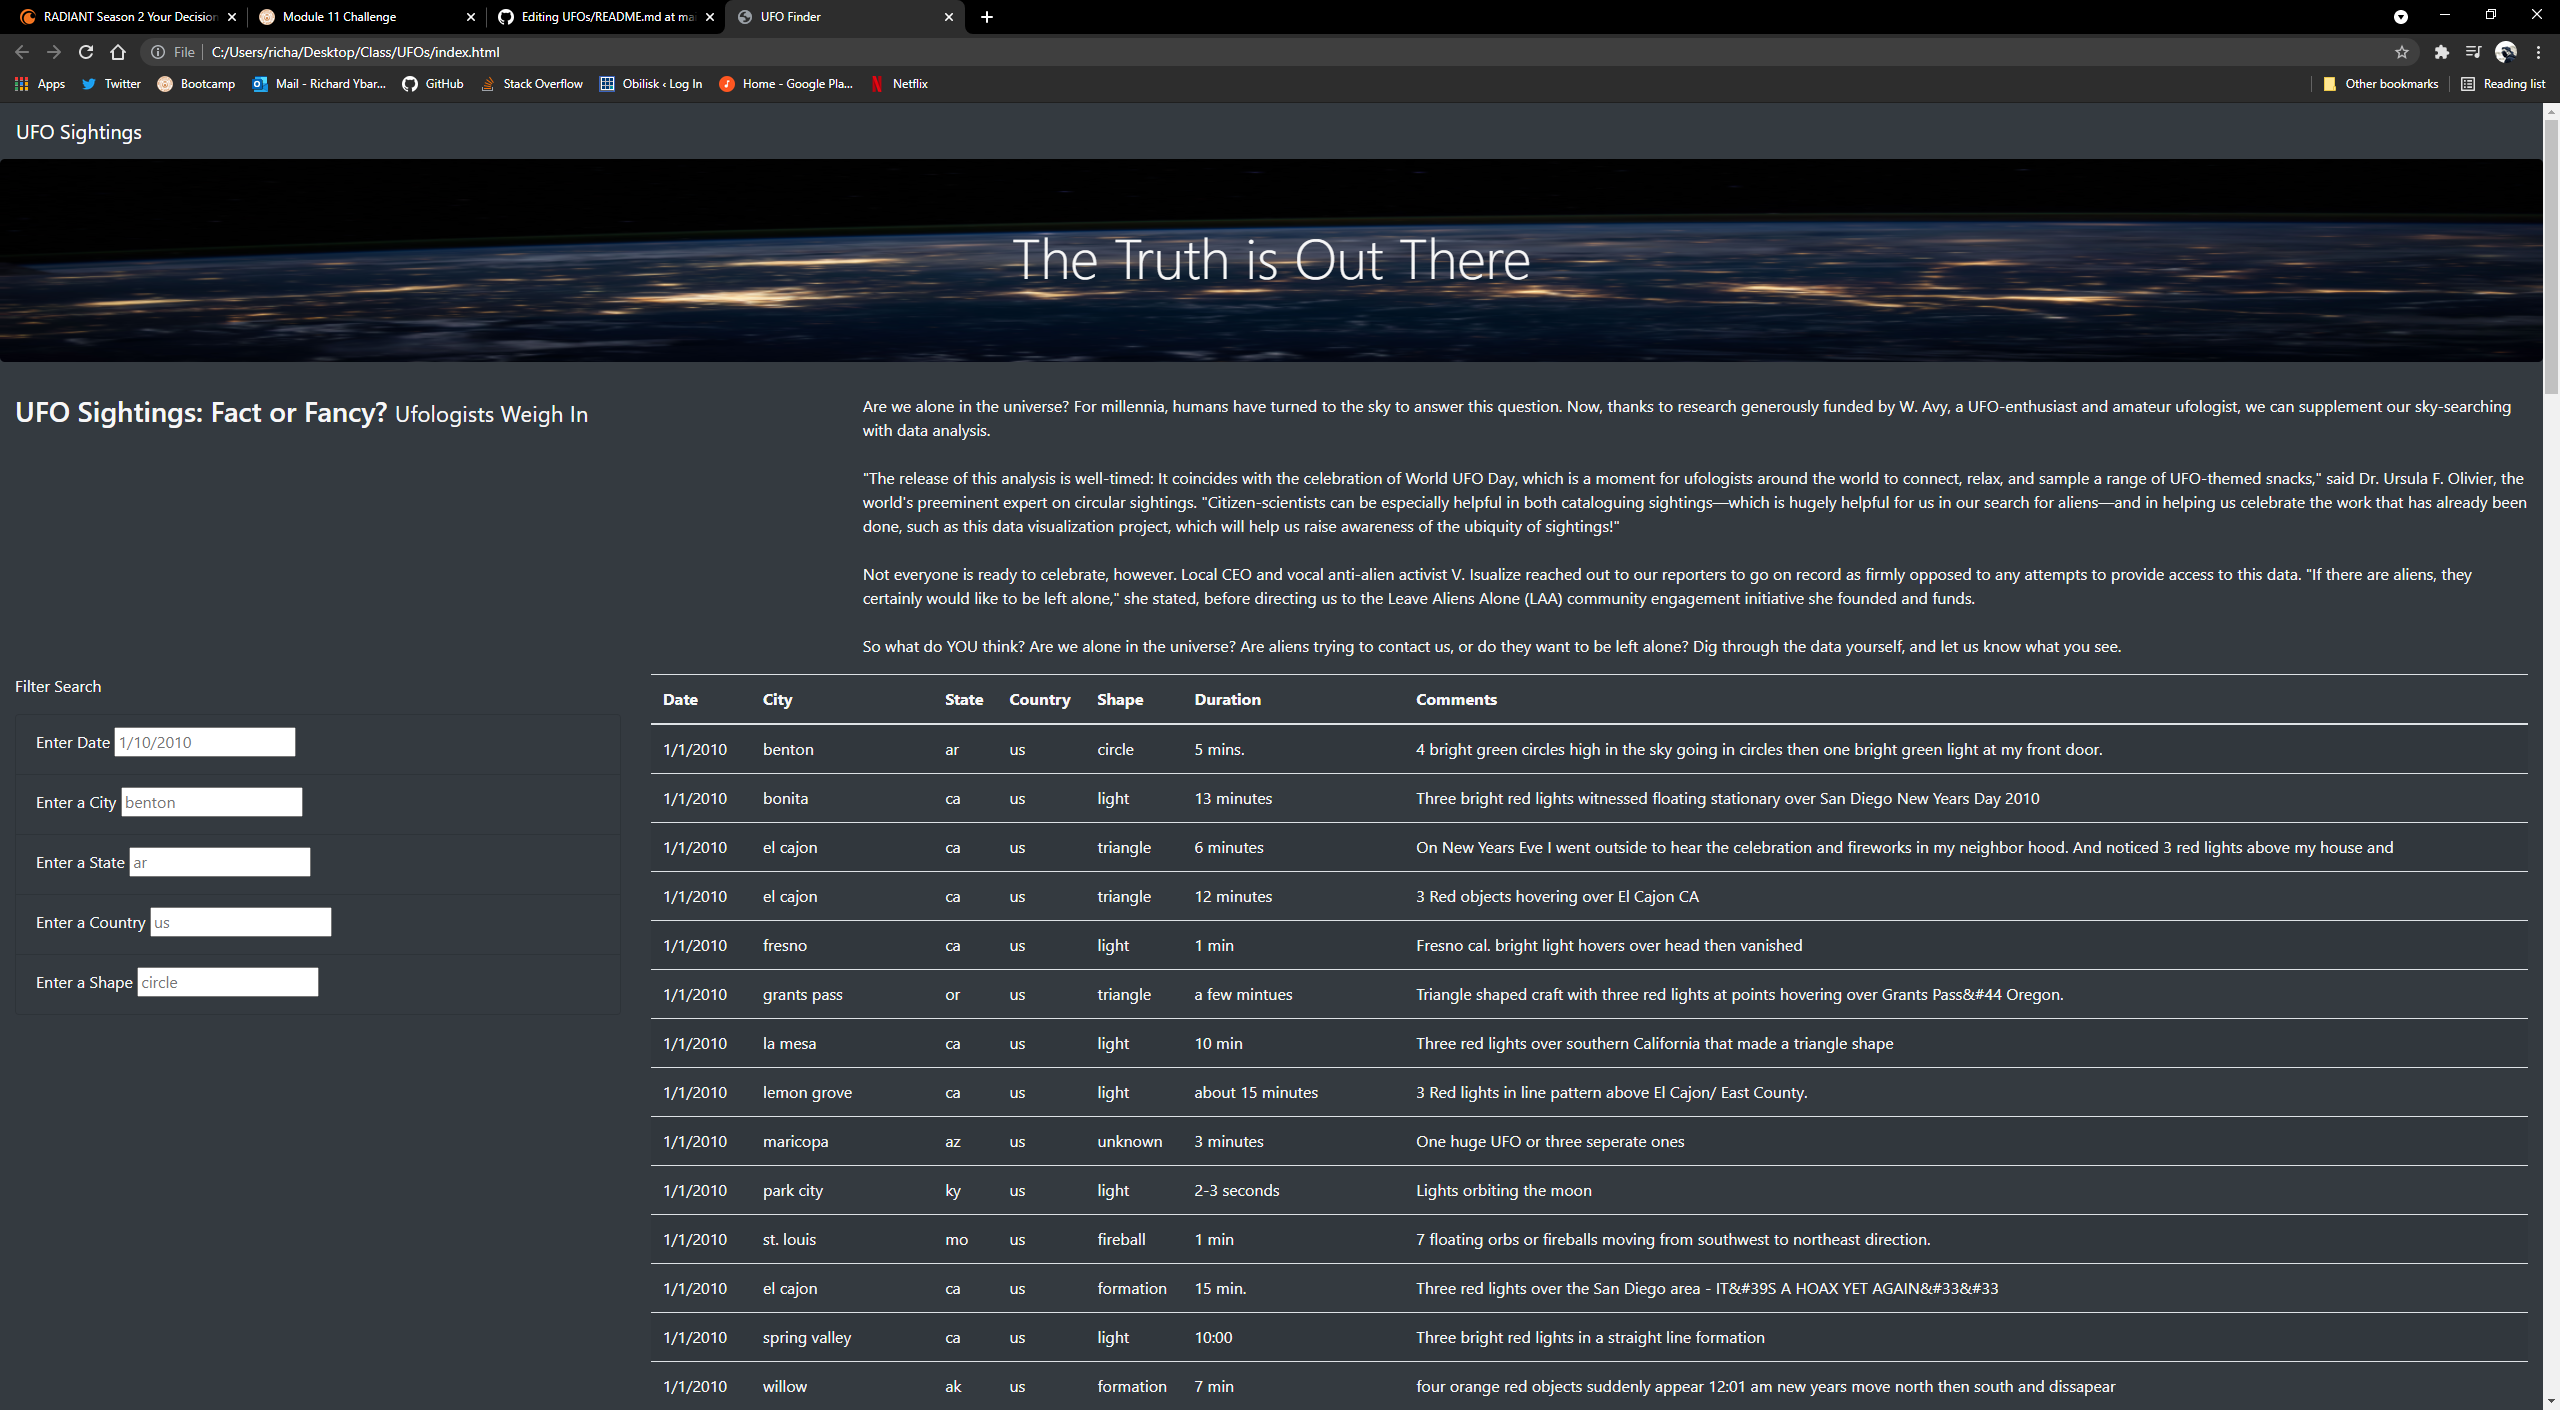 RADIANT Season 2 Your Decision
Module 11 Challenge
Editing UFOs/README.md at mai
UFO Finder
File
C:/Users/richa/Desktop/Class/UFOs/index.html
Apps
Twitter
Bootcamp
Mail - Richard Ybar...
GitHub
Stack Overflow
Obilisk ‹ Log In
Home - Google Pla...
Netflix
Other bookmarks
Reading list
UFO Sightings
The Truth is Out There
UFO Sightings: Fact or Fancy? Ufologists Weigh In
Are we alone in the universe? For millennia, humans have turned to the sky to answer this question. Now, thanks to research generously funded by W. Avy, a UFO-enthusiast and amateur ufologist, we can supplement our sky-searching
with data analysis.
"The release of this analysis is well-timed: It coincides with the celebration of World UFO Day, which is a moment for ufologists around the world to connect, relax, and sample a range of UFO-themed snacks," said Dr. Ursula F. Olivier, the
world's preeminent expert on circular sightings. "Citizen-scientists can be especially helpful in both cataloguing sightings—which is hugely helpful for us in our search for aliens—and in helping us celebrate the work that has already been
done, such as this data visualization project, which will help us raise awareness of the ubiquity of sightings!"
Not everyone is ready to celebrate, however. Local CEO and vocal anti-alien activist V. Isualize reached out to our reporters to go on record as firmly opposed to any attempts to provide access to this data. "If there are aliens, they
certainly would like to be left alone," she stated, before directing us to the Leave Aliens Alone (LAA) community engagement initiative she founded and funds.
So what do YOU think? Are we alone in the universe? Are aliens trying to contact us, or do they want to be left alone? Dig through the data yourself, and let us know what you see.
Filter Search
Enter Date 1/10/2010
Enter a City benton
Enter a State ar
Enter a Country us
Enter a Shape circle
Date City State Country Shape Duration Comments
1/1/2010 benton ar us circle 5 mins. 4 bright green circles high in the sky going in circles then one bright green light at my front door.
1/1/2010 bonita ca us light 13 minutes Three bright red lights witnessed floating stationary over San Diego New Years Day 2010
1/1/2010 el cajon ca us triangle 6 minutes On New Years Eve I went outside to hear the celebration and fireworks in my neighbor hood. And noticed 3 red lights above my house and
1/1/2010 el cajon ca us triangle 12 minutes 3 Red objects hovering over El Cajon CA
1/1/2010 fresno ca us light 1 min Fresno cal. bright light hovers over head then vanished
1/1/2010 grants pass or us triangle a few mintues Triangle shaped craft with three red lights at points hovering over Grants Pass&#44 Oregon.
1/1/2010 la mesa ca us light 10 min Three red lights over southern California that made a triangle shape
1/1/2010 lemon grove ca us light about 15 minutes 3 Red lights in line pattern above El Cajon/ East County.
1/1/2010 maricopa az us unknown 3 minutes One huge UFO or three seperate ones
1/1/2010 park city ky us light 2-3 seconds Lights orbiting the moon
1/1/2010 st. louis mo us fireball 1 min 7 floating orbs or fireballs moving from southwest to northeast direction.
1/1/2010 el cajon ca us formation 15 min. Three red lights over the San Diego area - IT&#39S A HOAX YET AGAIN&#33&#33
1/1/2010 spring valley ca us light 10:00 Three bright red lights in a straight line formation
1/1/2010 willow ak us formation 7 min four orange red objects suddenly appear 12:01 am new years move north then south and dissapear